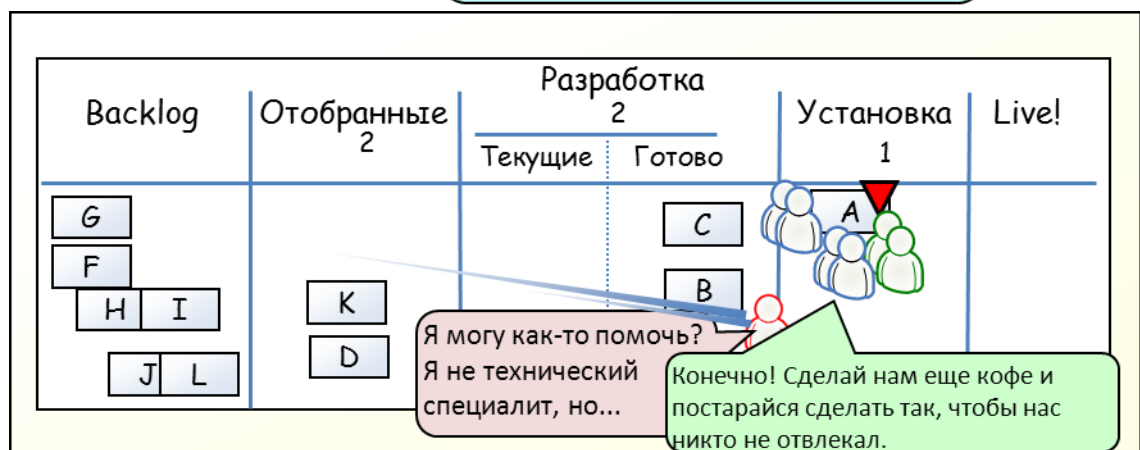 Разработка
Backlog
Отобранные
2
2
Установка
1
Live!
Текущие
Готово
G
F
H I
J L
K
D
C
B
A
Я могу как-то помочь?
Я не технический
специалит, но...
Конечно! Сделай нам еще кофе и
постарайся сделать так, чтобы нас
никто не отвлекал.